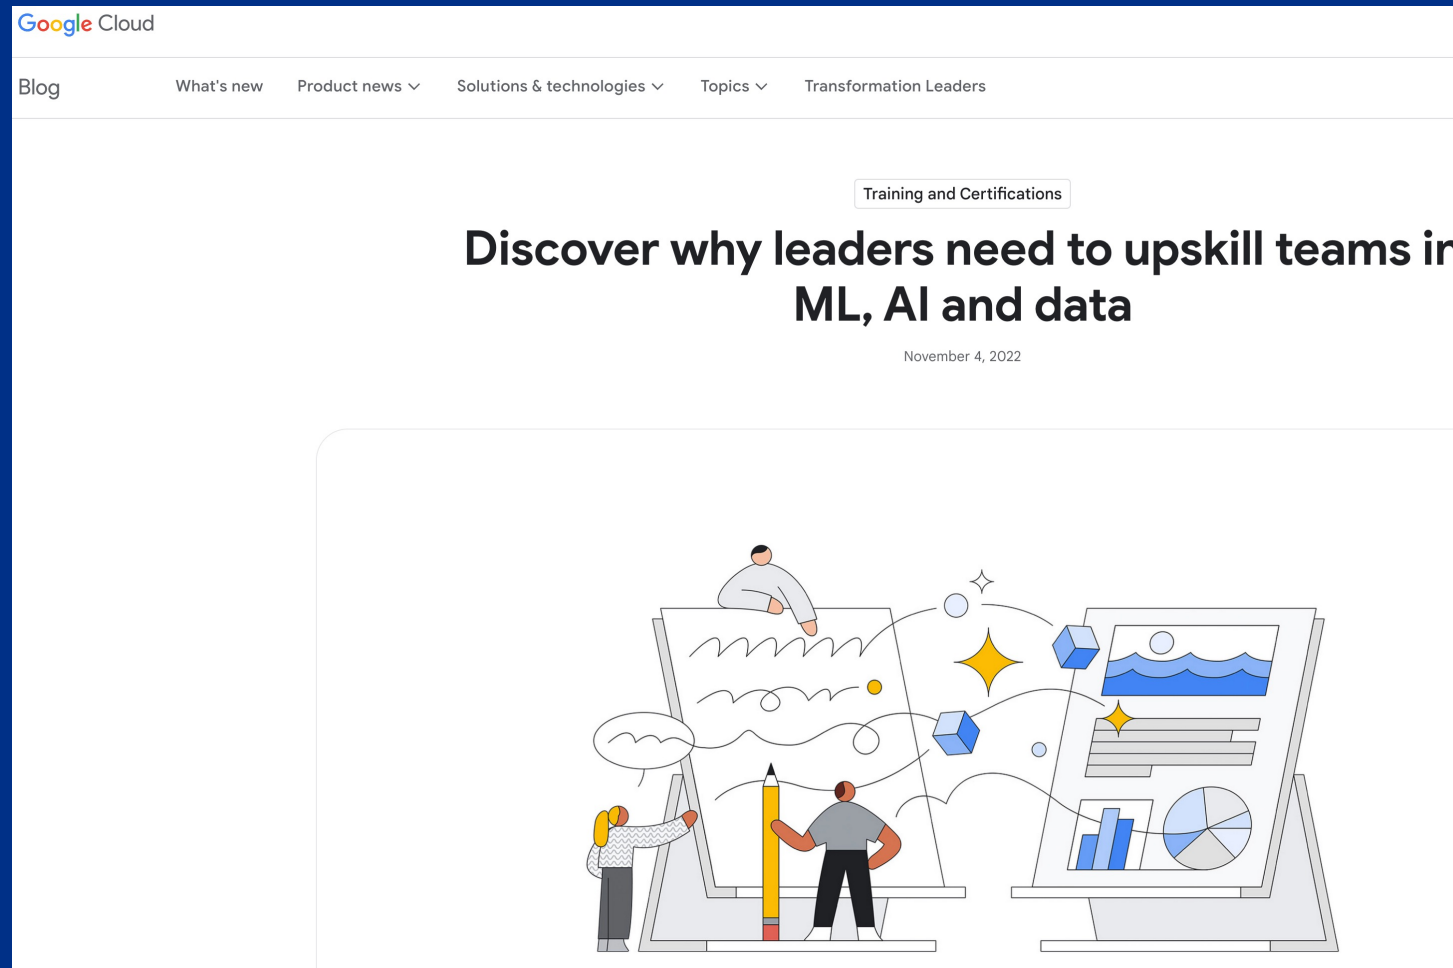 Google Cloud
Blog
What's new
Product news
Solutions & technologies
Topics
Transformation Leaders
Training and Certifications
Discover why leaders need to upskill teams in
ML, AI and data
November 4, 2022